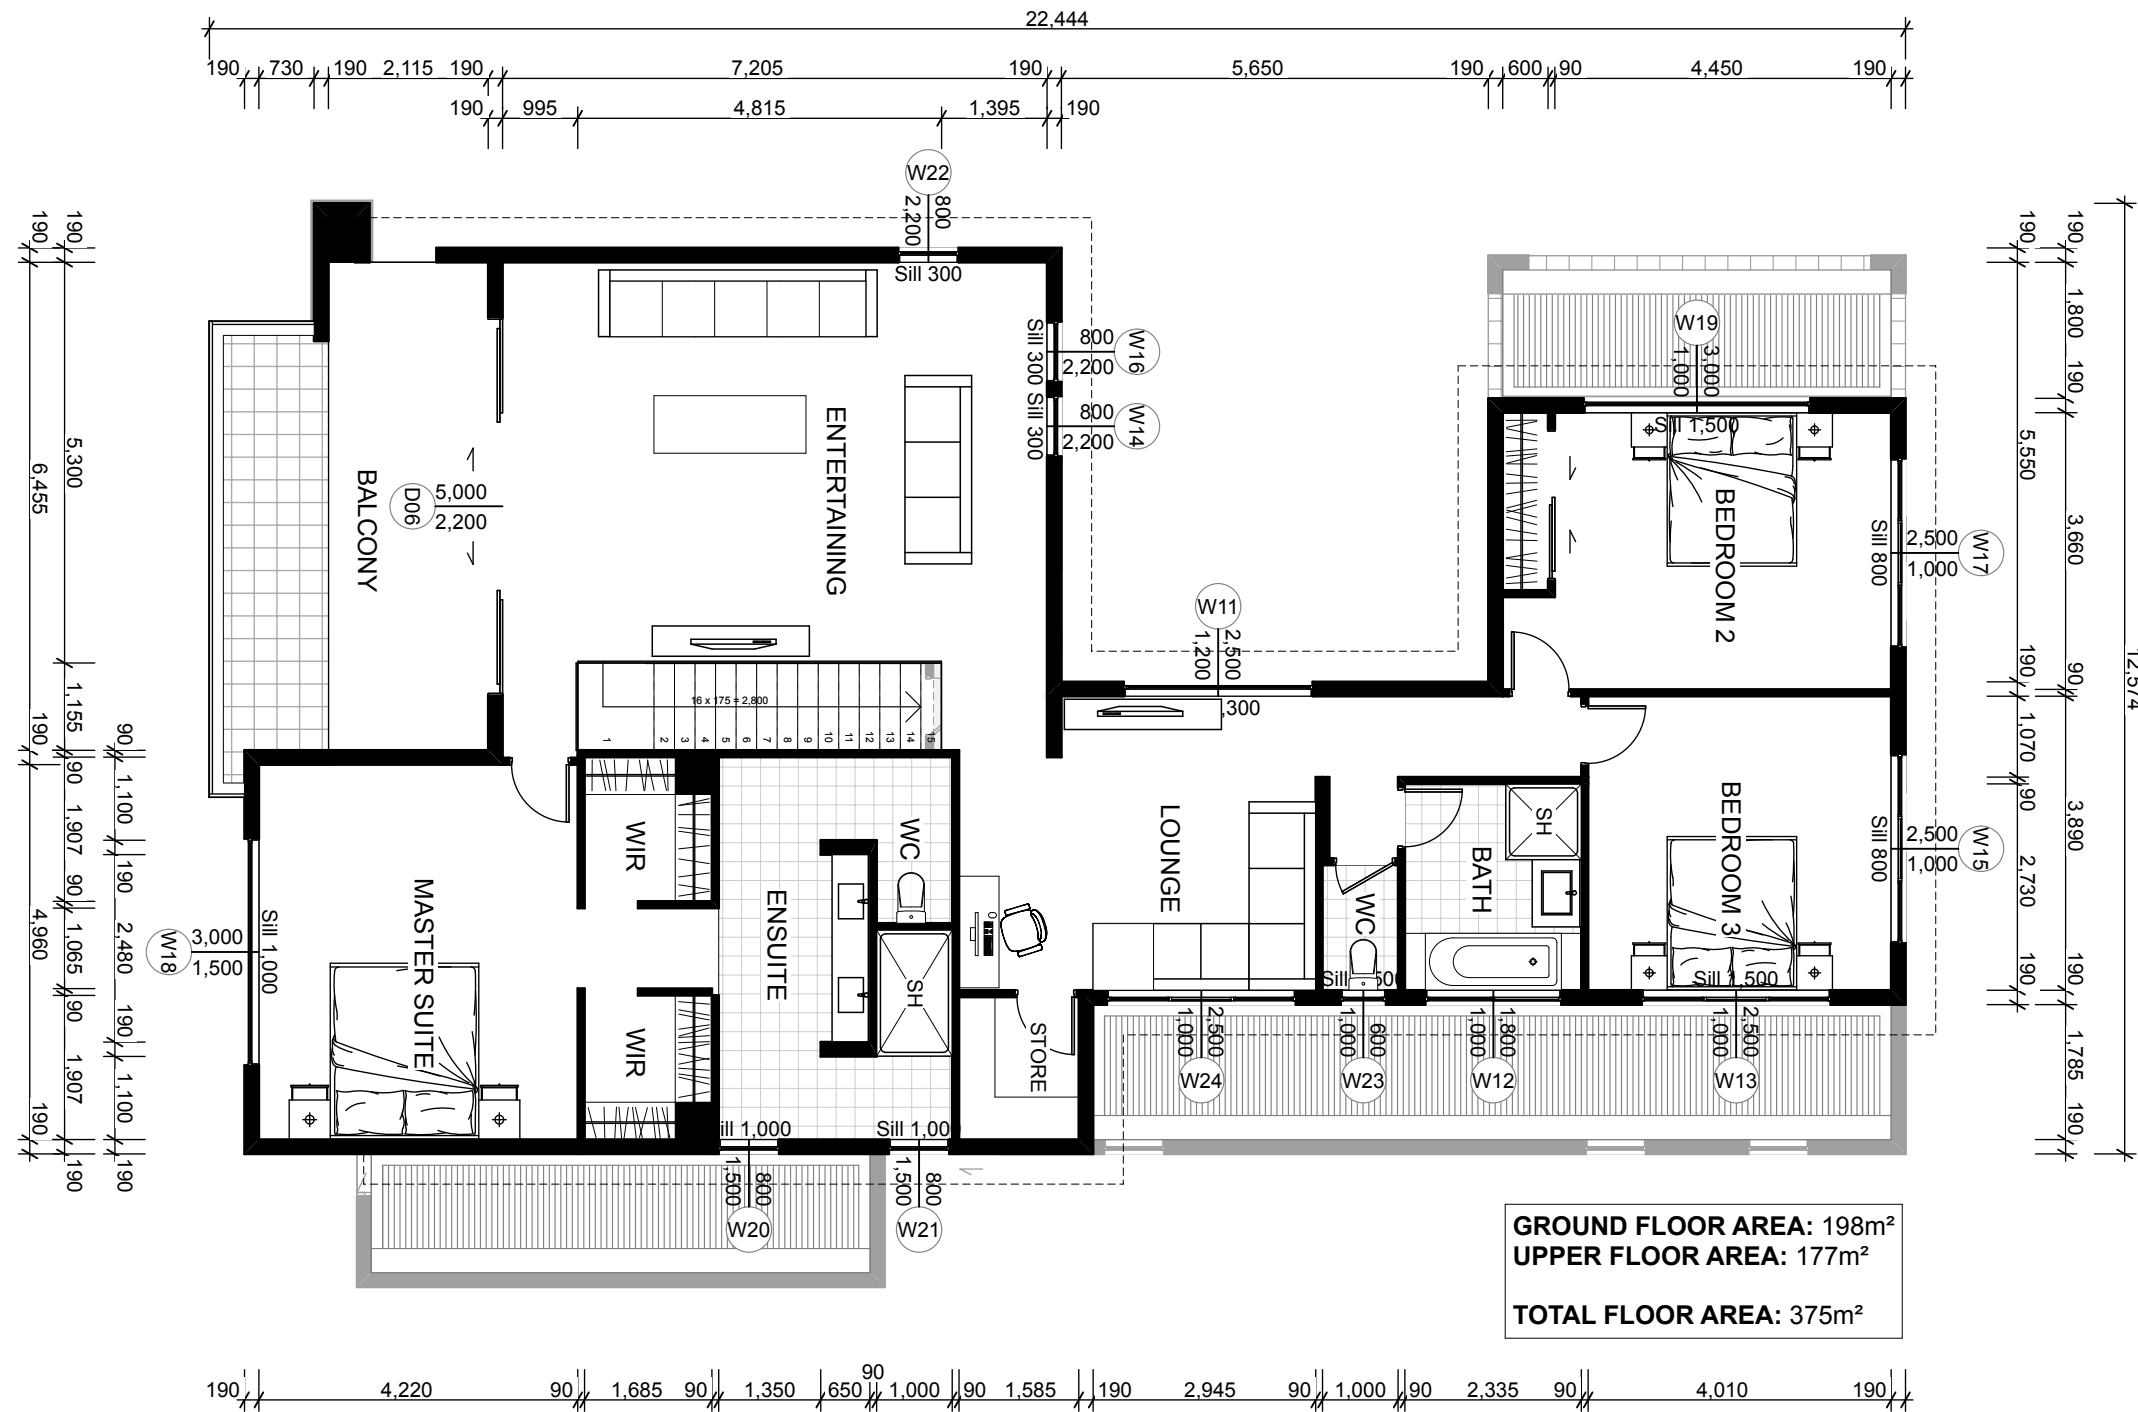 22,444
190 730 190 2,115 190 7,205 190 5,650 190 600 90 4,450 190
190 995 4,815 1,395 190
W22
800
2,200
Sill 300
W16
800
2,200
Sill 300
W14
800
2,200
Sill 300
W19
3,000
1,000
Sill 1,500
ENTERTAINING
BALCONY
D06
5,000
2,200
BEDROOM 2
W17
2,500
1,000
Sill 800
W11
2,500
1,200
,300
16 x 175 = 2,800
1 2 3 4 5 6 7 8 9 10 11 12 13 14 15
WIR
WC
LOUNGE
SH
BATH
BEDROOM 3
W15
2,500
1,000
Sill 800
MASTER SUITE
W18
3,000
1,500
Sill 1,000
ENSUITE
SH
WC
WIR
STORE
Sill 1,500
W24
2,500
1,000
W23
600
1,000
W12
1,800
1,000
W13
2,500
1,000
ill 1,000
Sill 1,000
W20
800
1,500
W21
800
1,500
190 6,455 190 4,960 190
190 5,300 1,155 90 1,907 90 1,065 90 1,907 190
90 1,100 190 2,480 190 1,100 190
190 5,550 190 1,070 90 2,730 190
190 1,800 190 3,660 90 3,890 190 1,785 190
12,574
GROUND FLOOR AREA: 198m²
UPPER FLOOR AREA: 177m²
TOTAL FLOOR AREA: 375m²
190 4,220 90 1,685 90 1,350 650 90 1,000 90 1,585 190 2,945 90 1,000 90 2,335 90 4,010 190